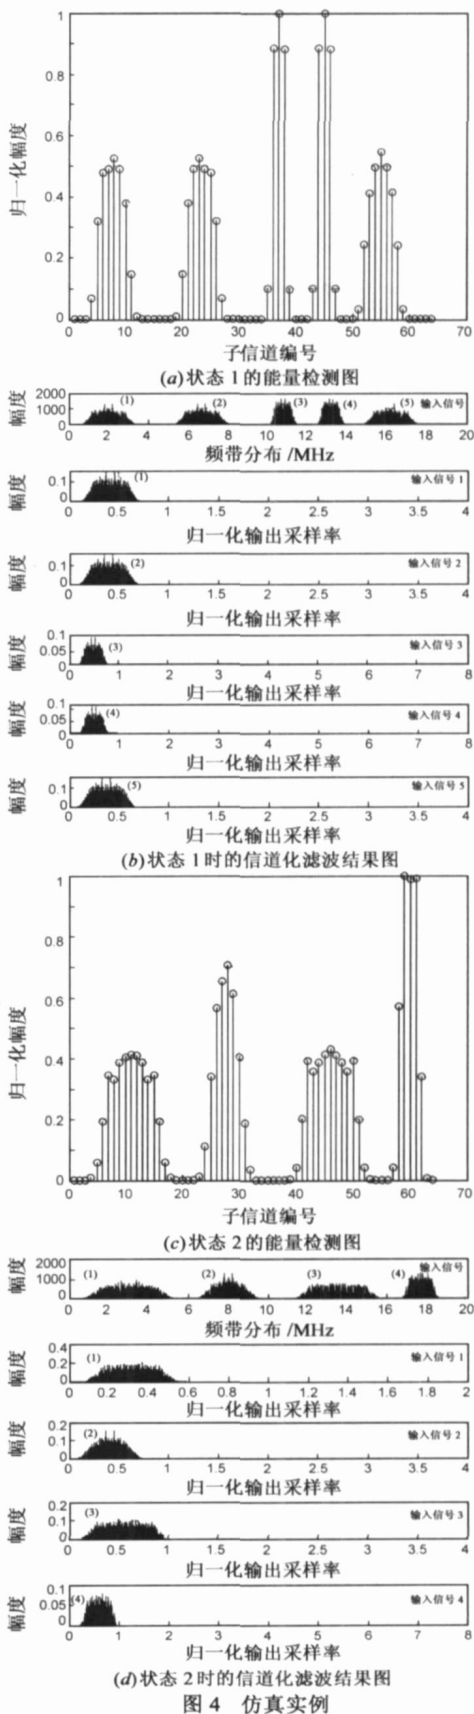 1
0.8
0.6
0.4
0.2
0
归一化幅度
0 10 20 30 40 50 60 70
子信道编号
(a)状态 1 的能量检测图
幅度
2000
1000
0
(1) (2) (3) (4) (5) 输入信号
0 2 4 6 8 10 12 14 16 18 20
频带分布 /MHz
幅度
0.1
0
(1) 输入信号 1
0 0.5 1 1.5 2 2.5 3 3.5 4
归一化输出采样率
幅度
0.1
0
(2) 输入信号 2
0 0.5 1 1.5 2 2.5 3 3.5 4
归一化输出采样率
幅度
0.1
0.05
0
(3) 输入信号 3
0 1 2 3 4 5 6 7 8
归一化输出采样率
幅度
0.1
0.05
0
(4) 输入信号 4
0 1 2 3 4 5 6 7 8
归一化输出采样率
幅度
0.1
0
(5) 输入信号 5
0 0.5 1 1.5 2 2.5 3 3.5 4
归一化输出采样率
(b)状态 1 时的信道化滤波结果图
1
0.8
0.6
0.4
0.2
0
归一化幅度
0 10 20 30 40 50 60 70
子信道编号
(c)状态 2 的能量检测图
幅度
2000
1000
0
(1) (2) (3) (4) 输入信号
0 2 4 6 8 10 12 14 16 18 20
频带分布 /MHz
幅度
0.4
0.2
0
(1) 输入信号 1
0 0.2 0.4 0.6 0.8 1 1.2 1.4 1.6 1.8 2
归一化输出采样率
幅度
0.2
0.1
0
(2) 输入信号 2
0 0.5 1 1.5 2 2.5 3 3.5 4
归一化输出采样率
幅度
0.2
0.1
0
(3) 输入信号 3
0 0.5 1 1.5 2 2.5 3 3.5 4
归一化输出采样率
幅度
0.1
0.05
0
(4) 输入信号 4
0 1 2 3 4 5 6 7 8
归一化输出采样率
(d)状态 2 时的信道化滤波结果图
图 4 仿真实例